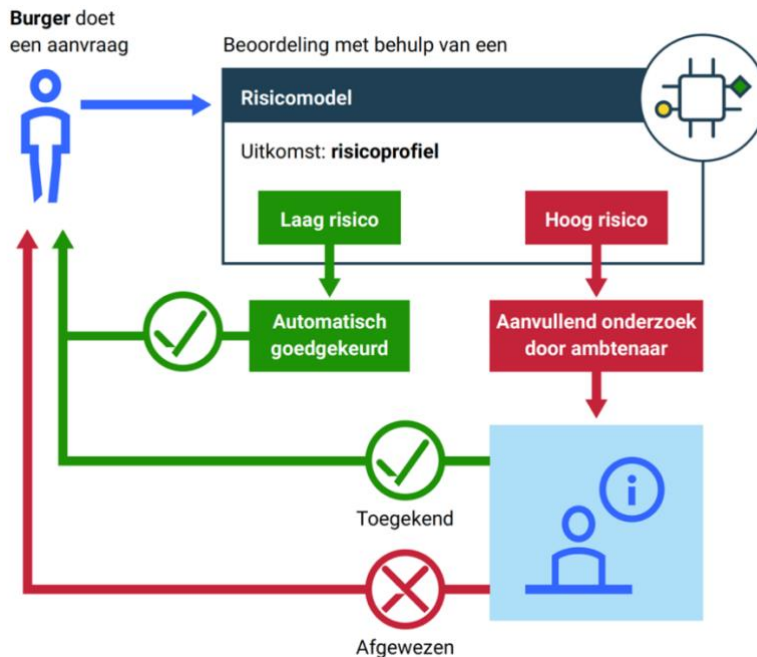 Burger doet
een aanvraag
Beoordeling met behulp van een
Risicomodel
Uitkomst: risicoprofiel
Laag risico
Hoog risico
Automatisch
goedgekeurd
Aanvullend onderzoek
door ambtenaar
i
Toegekend
Afgewezen